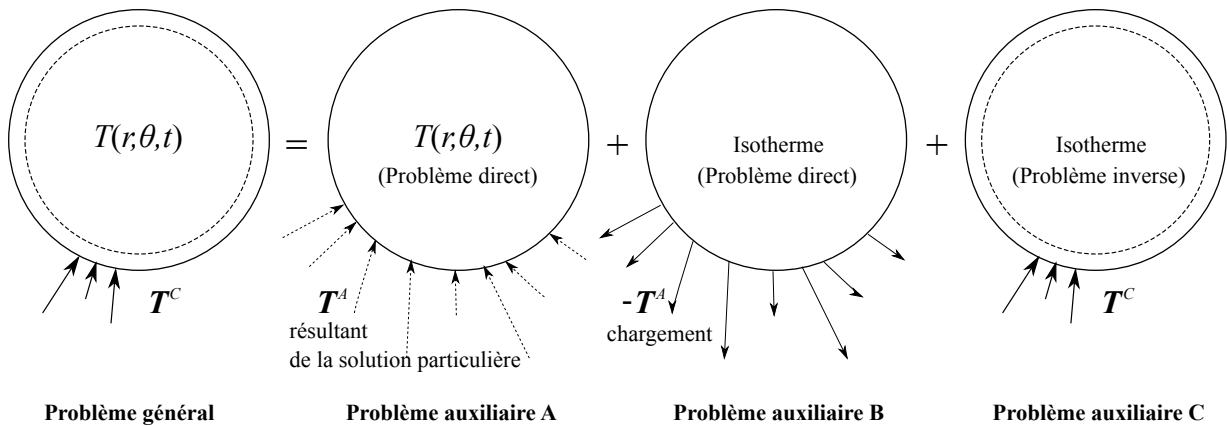 T(r,θ,t)
T^C
Problème général
=
T(r,θ,t)
(Problème direct)
T^A
résultant
de la solution particulière
Problème auxiliaire A
+
Isotherme
(Problème direct)
-T^A
chargement
Problème auxiliaire B
+
Isotherme
(Problème inverse)
T^C
Problème auxiliaire C